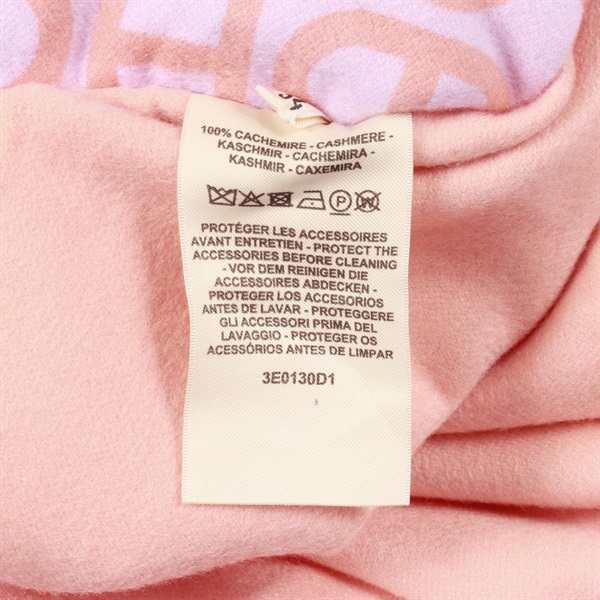 34
100% CACHEMIRE - CASHMERE -
KASCHMIR - CACHEMIRA -
KASHMIR - CAXEMIRA
P W
PROTÉGER LES ACCESSOIRES
AVANT ENTRETIEN - PROTECT THE
ACCESSORIES BEFORE CLEANING
- VOR DEM REINIGEN DIE
ACCESSOIRES ABDECKEN -
PROTEGER LOS ACCESORIOS
ANTES DE LAVAR - PROTEGGERE
GLI ACCESSORI PRIMA DEL
LAVAGGIO - PROTEGER OS
ACESSÓRIOS ANTES DE LIMPAR
3E0130D1